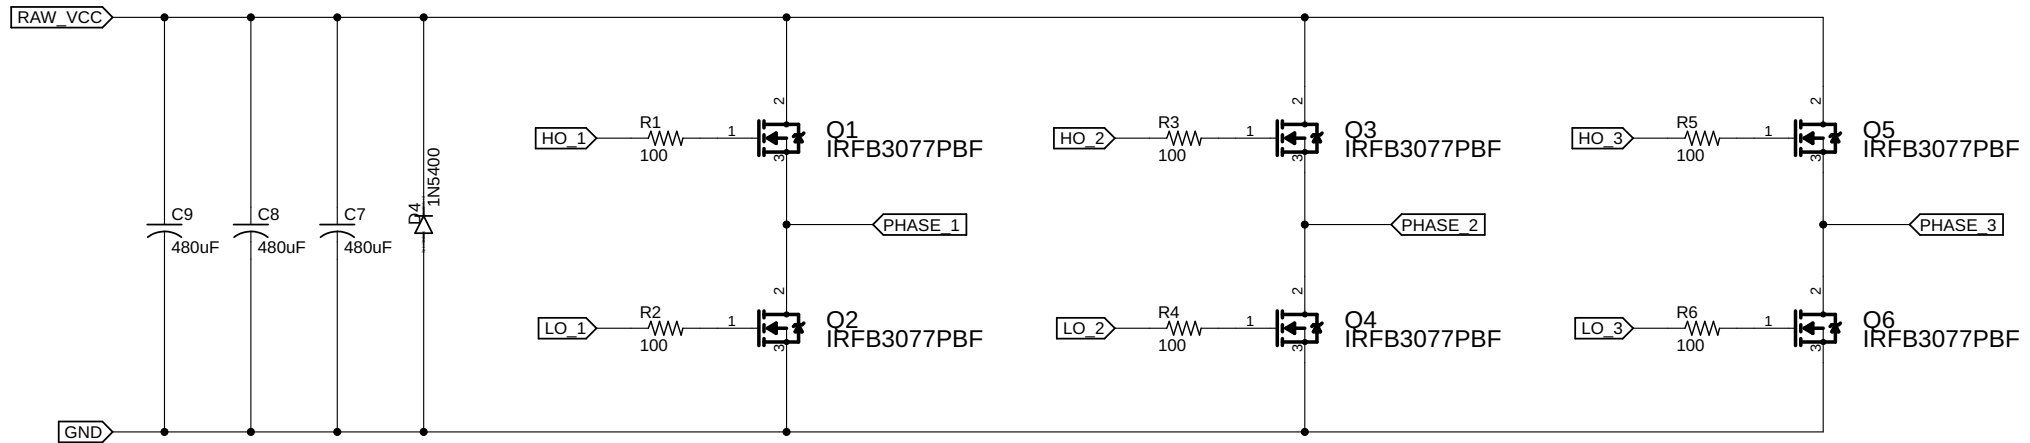 RAW_VCC
C9
480uF
C8
480uF
C7
480uF
D4
1N5400
GND
HO_1
R1
100
1
2
3
Q1
IRFB3077PBF
PHASE_1
LO_1
R2
100
1
2
3
Q2
IRFB3077PBF
HO_2
R3
100
1
2
3
Q3
IRFB3077PBF
PHASE_2
LO_2
R4
100
1
2
3
Q4
IRFB3077PBF
HO_3
R5
100
1
2
3
Q5
IRFB3077PBF
PHASE_3
LO_3
R6
100
1
2
3
Q6
IRFB3077PBF